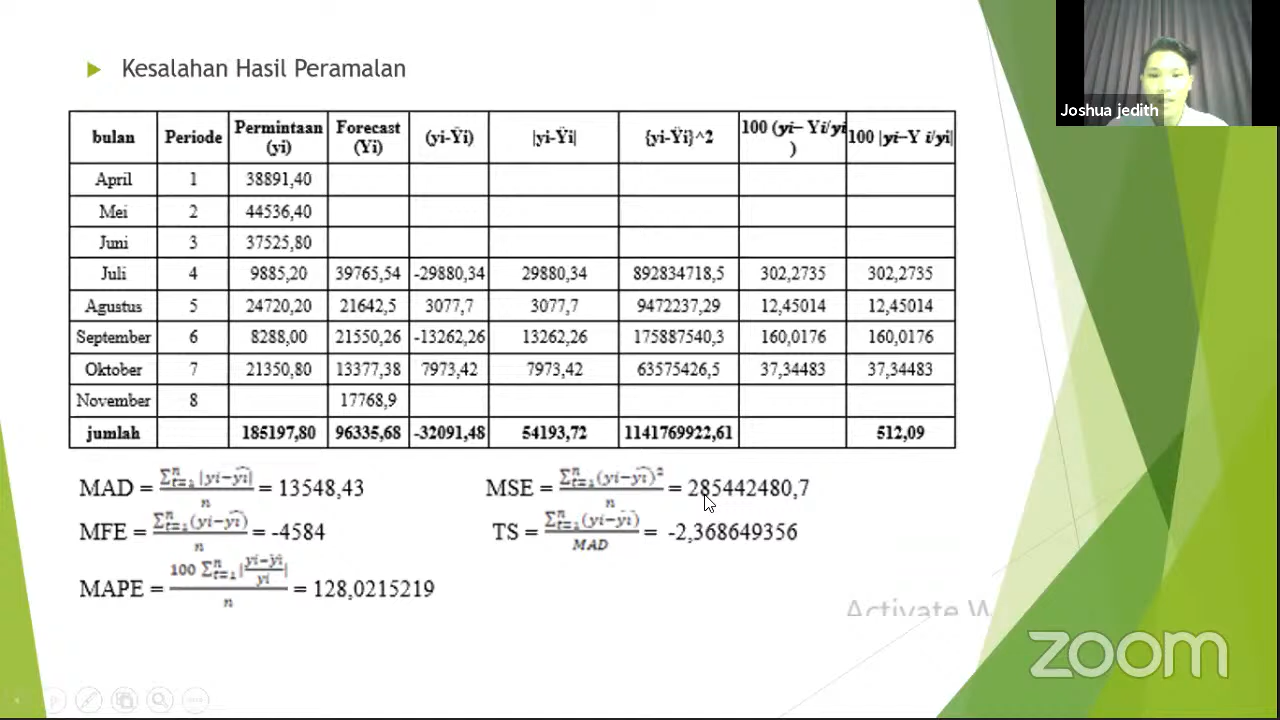 Kesalahan Hasil Peramalan
Joshua jedith
bulan Periode Permintaan (yi) Forecast (Yi) (yi-Ÿi) |yi-Ÿi| {yi-Ÿi}^2 100 (yi– Yi/yi ) 100 |yi–Y i/yi|
April 1 38891,40
Mei 2 44536,40
Juni 3 37525,80
Juli 4 9885,20 39765,54 -29880,34 29880,34 892834718,5 302,2735 302,2735
Agustus 5 24720,20 21642,5 3077,7 3077,7 9472237,29 12,45014 12,45014
September 6 8288,00 21550,26 -13262,26 13262,26 175887540,3 160,0176 160,0176
Oktober 7 21350,80 13377,38 7973,42 7973,42 63575426,5 37,34483 37,34483
November 8 17768,9
jumlah 185197,80 96335,68 -32091,48 54193,72 1141769922,61 512,09
MAD = = 13548,43
MSE = = 285442480,7
MFE = = -4584
TS = = -2,368649356
MAPE = = 128,0215219
Activate W
zoom